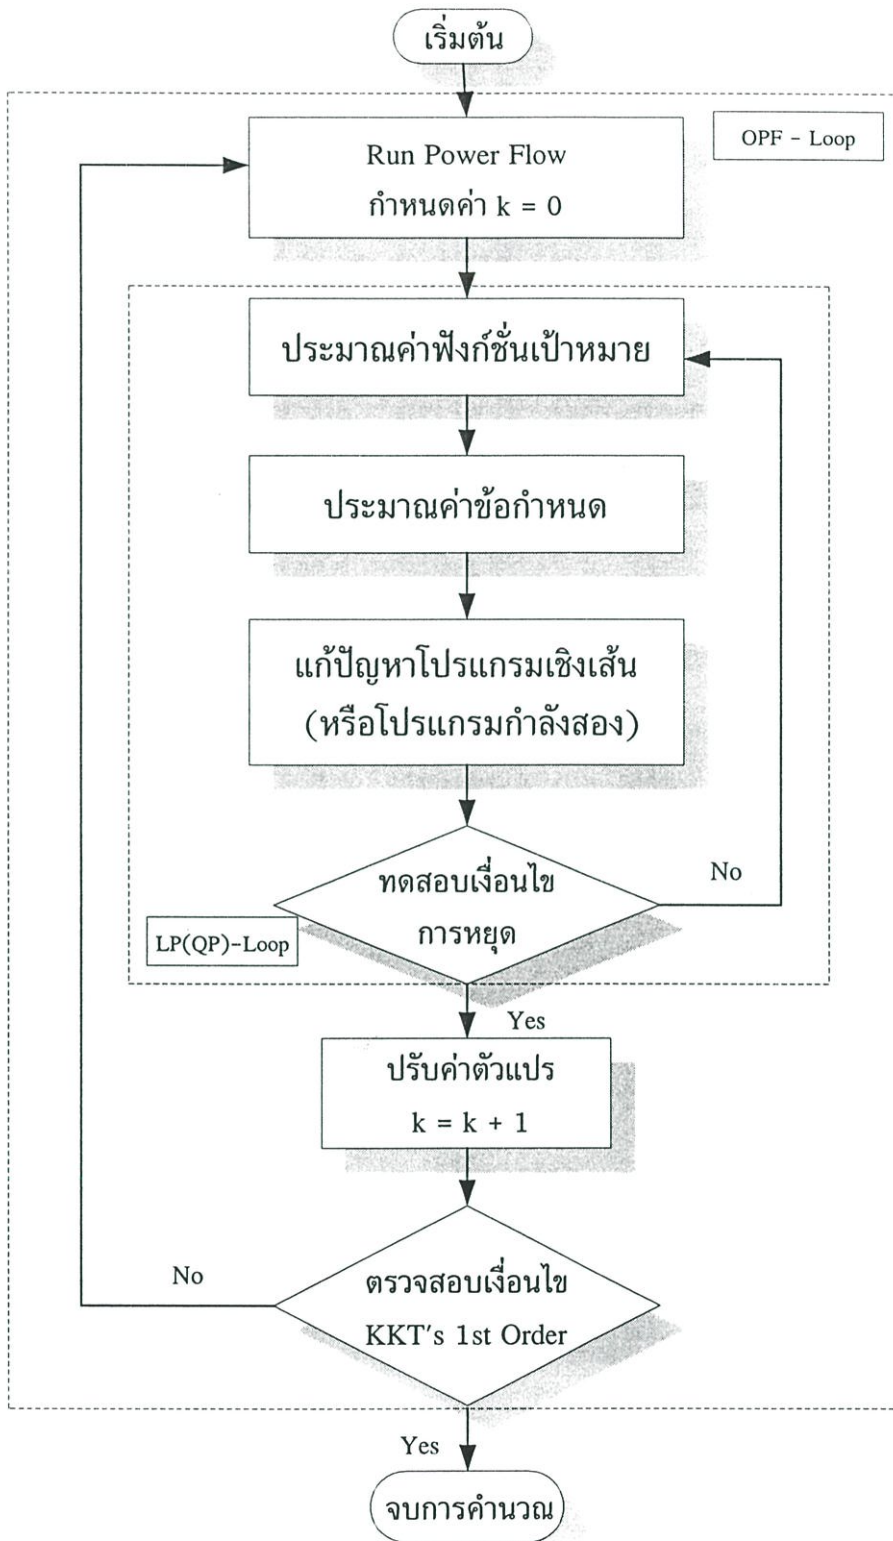 เริ่มต้น
OPF - Loop
Run Power Flow
กำหนดค่า k = 0
ประมาณค่าฟังก์ชั่นเป้าหมาย
ประมาณค่าข้อกำหนด
แก้ปัญหาโปรแกรมเชิงเส้น
(หรือโปรแกรมกำลังสอง)
ทดสอบเงื่อนไข
การหยุด
No
LP(QP)-Loop
Yes
ปรับค่าตัวแปร
k = k + 1
No
ตรวจสอบเงื่อนไข
KKT's 1st Order
Yes
จบการคำนวณ